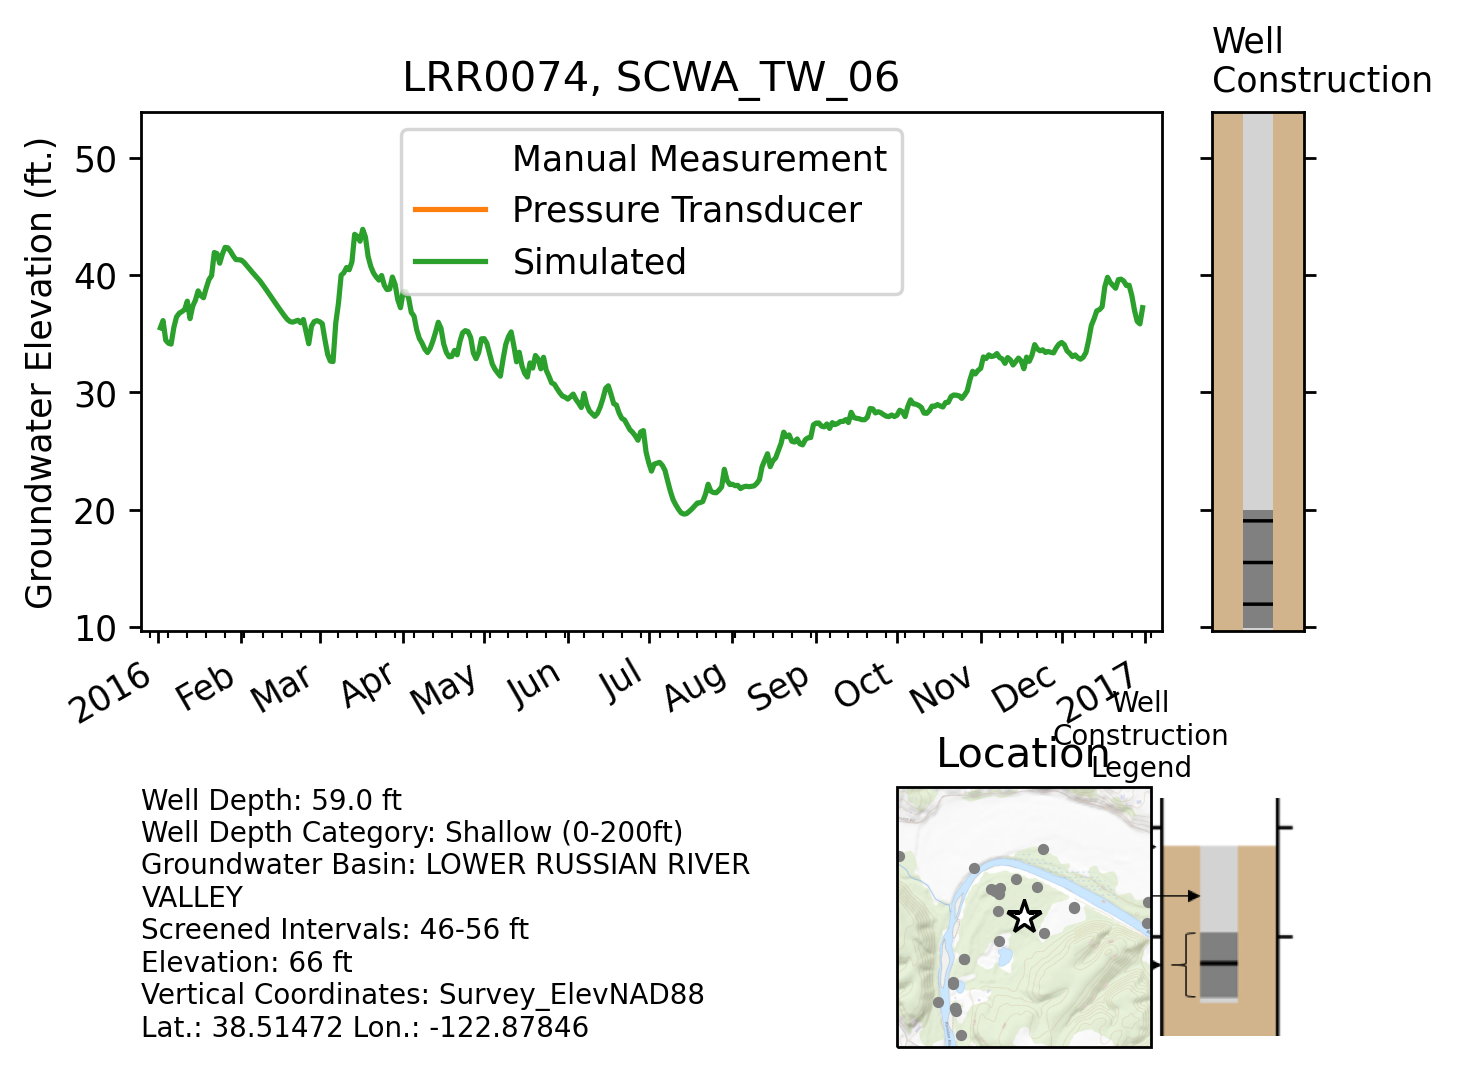 Well
Construction
LRR0074, SCWA_TW_06
Groundwater Elevation (ft.)
50
40
30
20
10
Manual Measurement
Pressure Transducer
Simulated
2016
Feb
Mar
Apr
May
Jun
Jul
Aug
Sep
Oct
Nov
Dec
2017
Well
Construction
Legend
Location
Well Depth: 59.0 ft
Well Depth Category: Shallow (0-200ft)
Groundwater Basin: LOWER RUSSIAN RIVER
VALLEY
Screened Intervals: 46-56 ft
Elevation: 66 ft
Vertical Coordinates: Survey_ElevNAD88
Lat.: 38.51472 Lon.: -122.87846